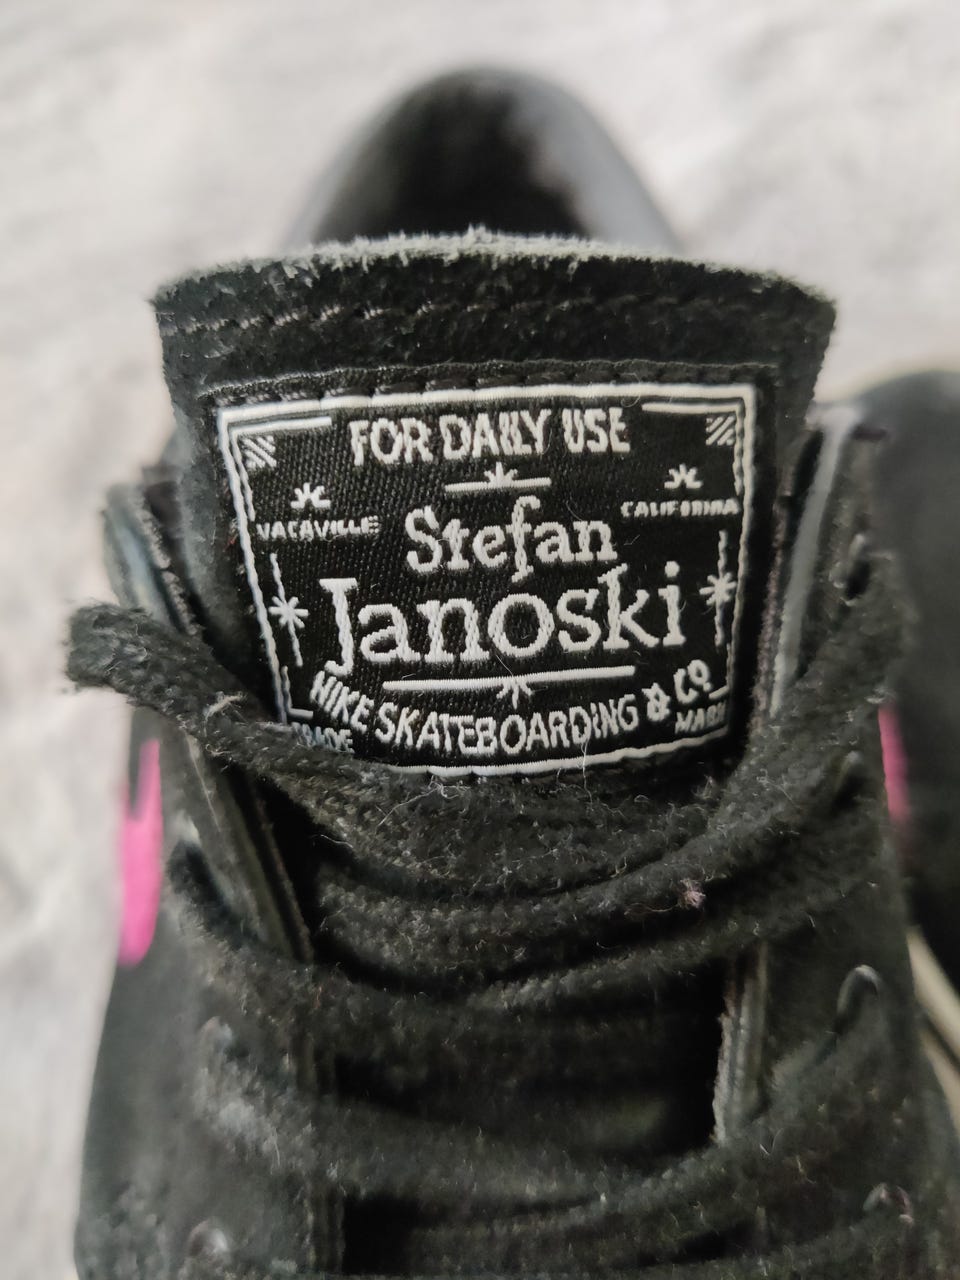 FOR DAILY USE
VACAVILLE
CALIFORNIA
Stefan
Janoski
NIKE SKATEBOARDING & CO
TRADE
MARK